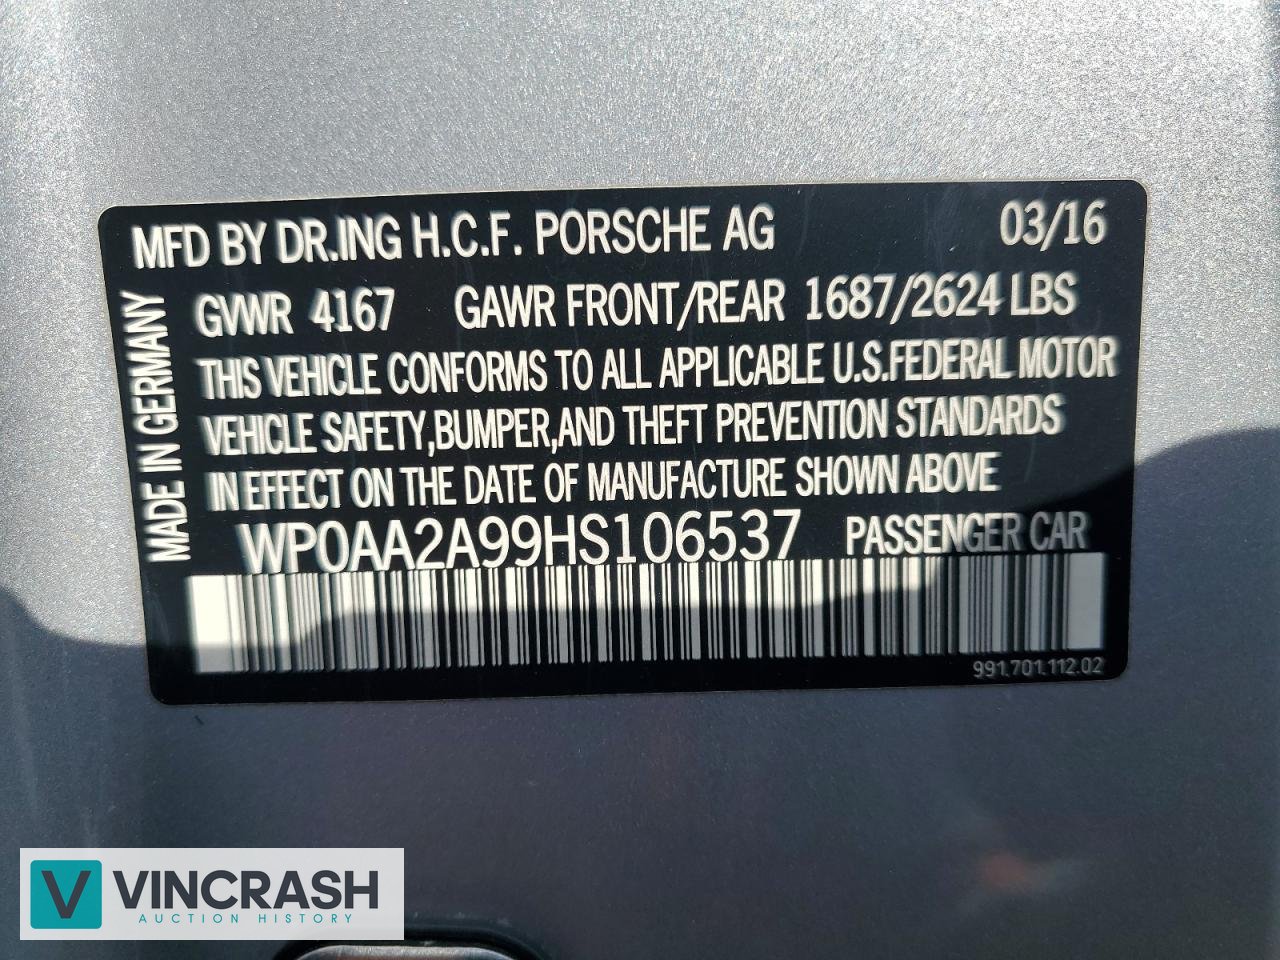 MFD BY DR.ING H.C.F. PORSCHE AG 03/16
GVWR 4167 GAWR FRONT/REAR 1687/2624 LBS
THIS VEHICLE CONFORMS TO ALL APPLICABLE U.S.FEDERAL MOTOR
VEHICLE SAFETY,BUMPER,AND THEFT PREVENTION STANDARDS
IN EFFECT ON THE DATE OF MANUFACTURE SHOWN ABOVE
WP0AA2A99HS106537 PASSENGER CAR
991.701.112.02
MADE IN GERMANY
V VINCRASH
AUCTION HISTORY